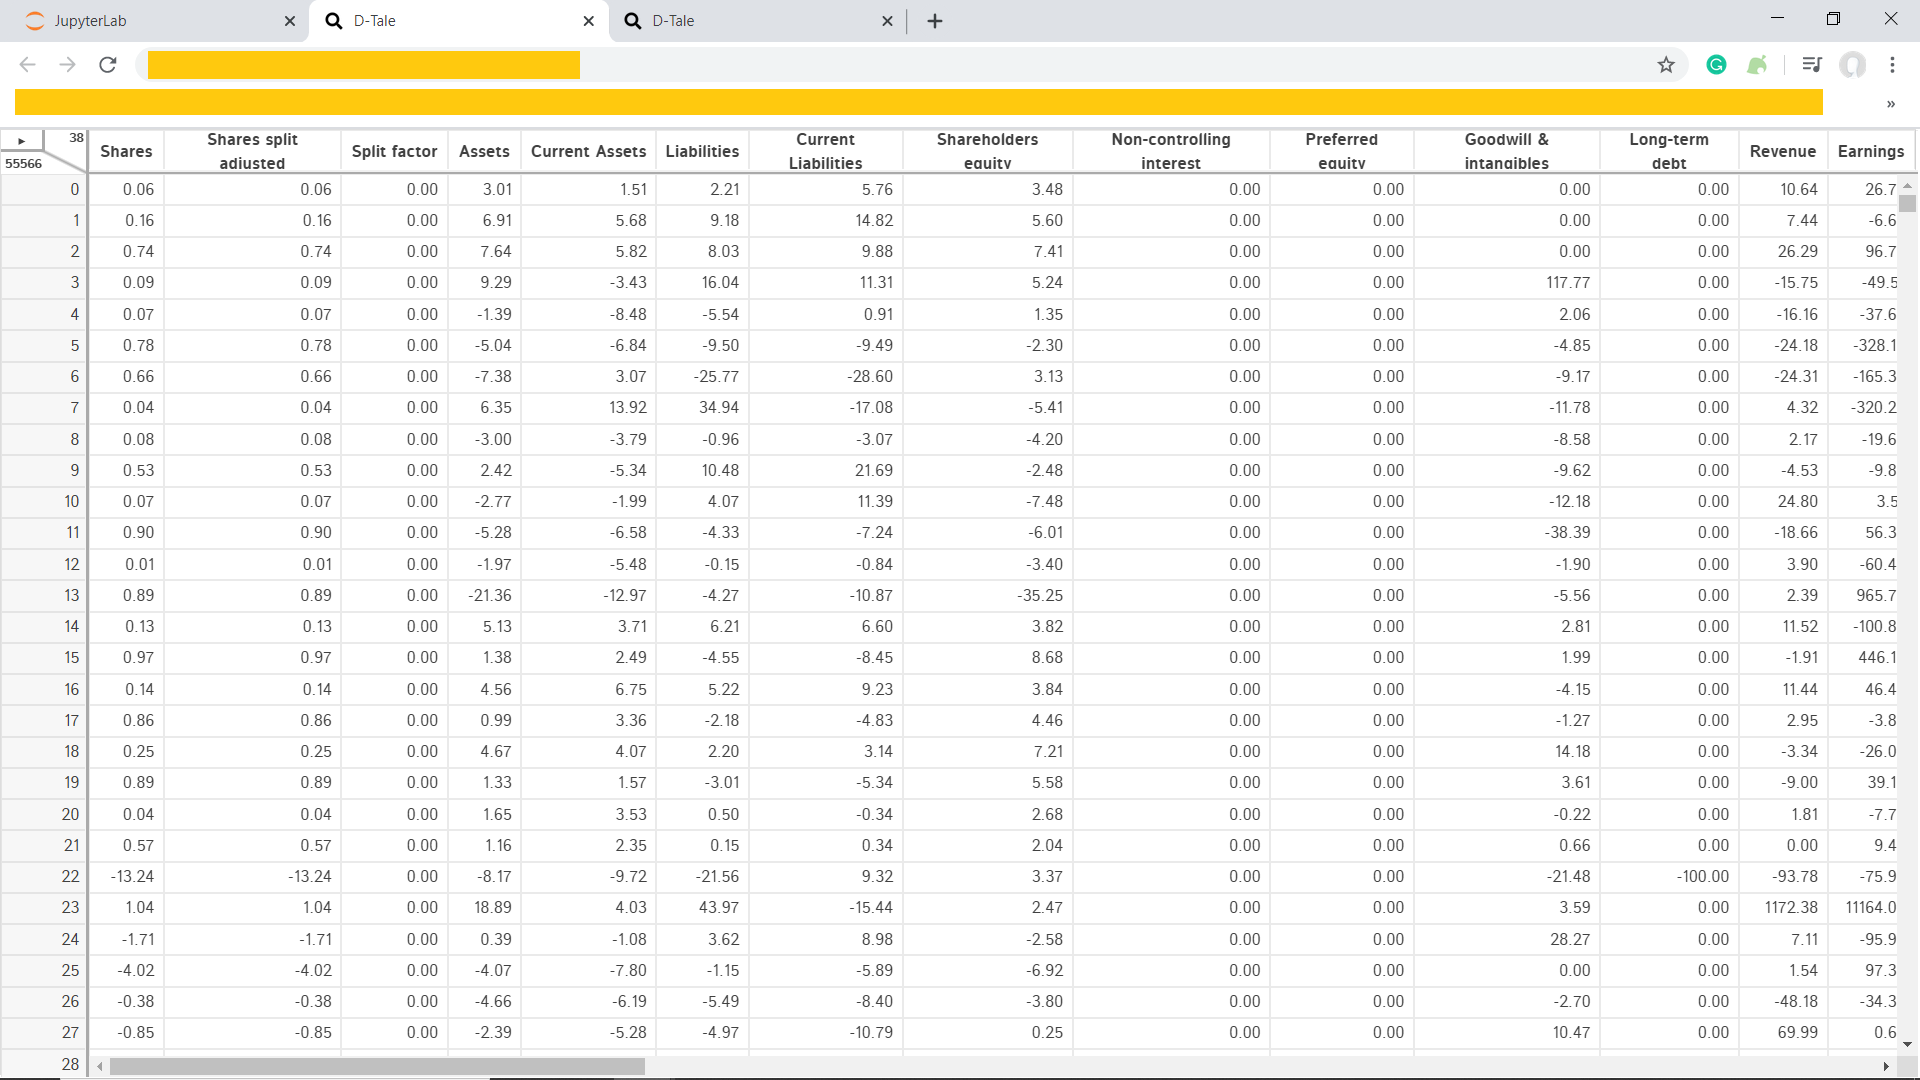 JupyterLab D-Tale D-Tale
»
38
55566
Shares Shares split adjusted Split factor Assets Current Assets Liabilities Current Liabilities Shareholders equity Non-controlling interest Preferred equity Goodwill & intangibles Long-term debt Revenue Earnings
0 0.06 0.06 0.00 3.01 1.51 2.21 5.76 3.48 0.00 0.00 0.00 0.00 10.64 26.7
1 0.16 0.16 0.00 6.91 5.68 9.18 14.82 5.60 0.00 0.00 0.00 0.00 7.44 -6.6
2 0.74 0.74 0.00 7.64 5.82 8.03 9.88 7.41 0.00 0.00 0.00 0.00 26.29 96.7
3 0.09 0.09 0.00 9.29 -3.43 16.04 11.31 5.24 0.00 0.00 117.77 0.00 -15.75 -49.5
4 0.07 0.07 0.00 -1.39 -8.48 -5.54 0.91 1.35 0.00 0.00 2.06 0.00 -16.16 -37.6
5 0.78 0.78 0.00 -5.04 -6.84 -9.50 -9.49 -2.30 0.00 0.00 -4.85 0.00 -24.18 -328.1
6 0.66 0.66 0.00 -7.38 3.07 -25.77 -28.60 3.13 0.00 0.00 -9.17 0.00 -24.31 -165.3
7 0.04 0.04 0.00 6.35 13.92 34.94 -17.08 -5.41 0.00 0.00 -11.78 0.00 4.32 -320.2
8 0.08 0.08 0.00 -3.00 -3.79 -0.96 -3.07 -4.20 0.00 0.00 -8.58 0.00 2.17 -19.6
9 0.53 0.53 0.00 2.42 -5.34 10.48 21.69 -2.48 0.00 0.00 -9.62 0.00 -4.53 -9.8
10 0.07 0.07 0.00 -2.77 -1.99 4.07 11.39 -7.48 0.00 0.00 -12.18 0.00 24.80 3.5
11 0.90 0.90 0.00 -5.28 -6.58 -4.33 -7.24 -6.01 0.00 0.00 -38.39 0.00 -18.66 56.3
12 0.01 0.01 0.00 -1.97 -5.48 -0.15 -0.84 -3.40 0.00 0.00 -1.90 0.00 3.90 -60.4
13 0.89 0.89 0.00 -21.36 -12.97 -4.27 -10.87 -35.25 0.00 0.00 -5.56 0.00 2.39 965.7
14 0.13 0.13 0.00 5.13 3.71 6.21 6.60 3.82 0.00 0.00 2.81 0.00 11.52 -100.8
15 0.97 0.97 0.00 1.38 2.49 -4.55 -8.45 8.68 0.00 0.00 1.99 0.00 -1.91 446.1
16 0.14 0.14 0.00 4.56 6.75 5.22 9.23 3.84 0.00 0.00 -4.15 0.00 11.44 46.4
17 0.86 0.86 0.00 0.99 3.36 -2.18 -4.83 4.46 0.00 0.00 -1.27 0.00 2.95 -3.8
18 0.25 0.25 0.00 4.67 4.07 2.20 3.14 7.21 0.00 0.00 14.18 0.00 -3.34 -26.0
19 0.89 0.89 0.00 1.33 1.57 -3.01 -5.34 5.58 0.00 0.00 3.61 0.00 -9.00 39.1
20 0.04 0.04 0.00 1.65 3.53 0.50 -0.34 2.68 0.00 0.00 -0.22 0.00 1.81 -7.7
21 0.57 0.57 0.00 1.16 2.35 0.15 0.34 2.04 0.00 0.00 0.66 0.00 0.00 9.4
22 -13.24 -13.24 0.00 -8.17 -9.72 -21.56 9.32 3.37 0.00 0.00 -21.48 -100.00 -93.78 -75.9
23 1.04 1.04 0.00 18.89 4.03 43.97 -15.44 2.47 0.00 0.00 3.59 0.00 1172.38 11164.0
24 -1.71 -1.71 0.00 0.39 -1.08 3.62 8.98 -2.58 0.00 0.00 28.27 0.00 7.11 -95.9
25 -4.02 -4.02 0.00 -4.07 -7.80 -1.15 -5.89 -6.92 0.00 0.00 0.00 0.00 1.54 97.3
26 -0.38 -0.38 0.00 -4.66 -6.19 -5.49 -8.40 -3.80 0.00 0.00 -2.70 0.00 -48.18 -34.3
27 -0.85 -0.85 0.00 -2.39 -5.28 -4.97 -10.79 0.25 0.00 0.00 10.47 0.00 69.99 0.6
28